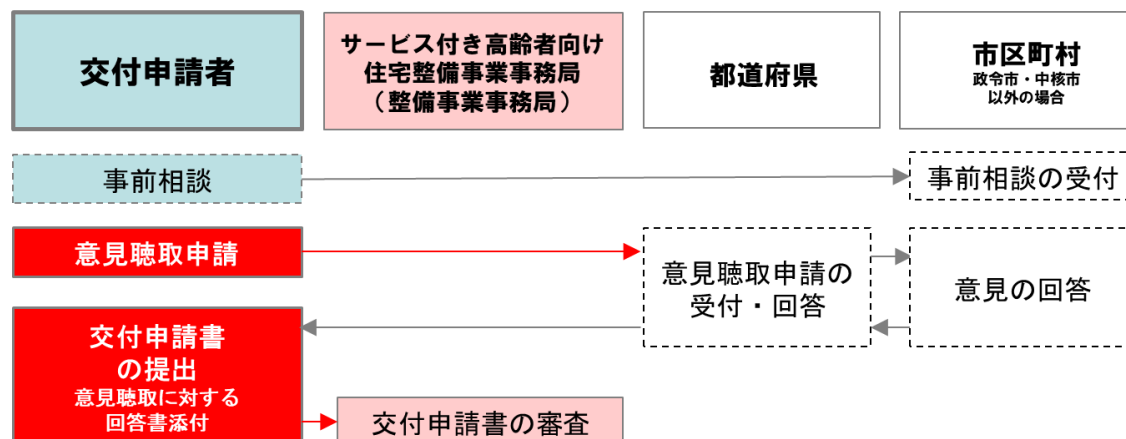 交付申請者
サービス付き高齢者向け
住宅整備事業事務局
（整備事業事務局）
都道府県
市区町村
政令市・中核市
以外の場合
事前相談
事前相談の受付
意見聴取申請
意見聴取申請の
受付・回答
意見の回答
交付申請書
の提出
意見聴取に対する
回答書添付
交付申請書の審査